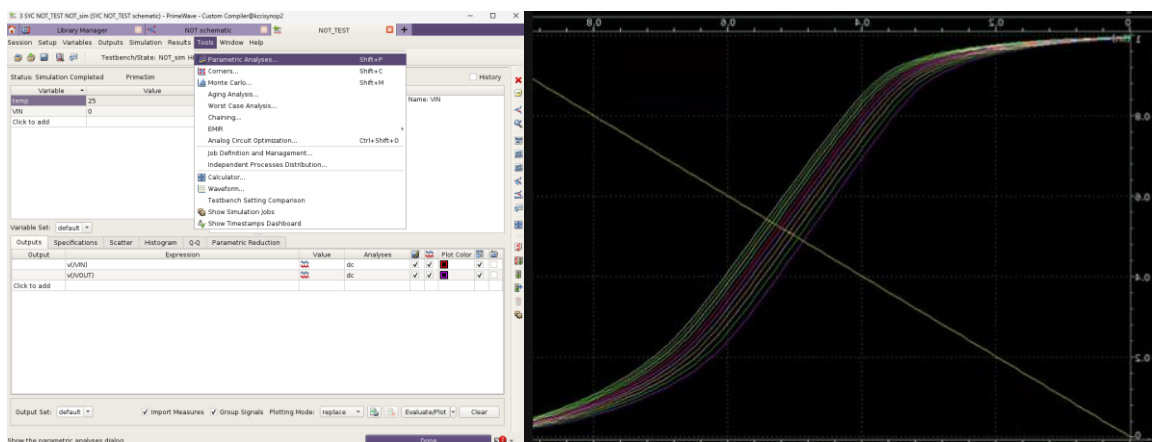 3 SYC NOT_TEST NOT_sim (SYC NOT_TEST schematic) - PrimeWave - Custom Compiler@kccisynop2
Library Manager
NOT schematic
NOT_TEST
Session Setup Variables Outputs Simulation Results Tools Window Help
Testbench/State: NOT_sim Hi
Status: Simulation Completed PrimeSim
History
Variable Value
temp 25
VIN 0
Click to add
Name: VIN
Parametric Analyses... Shift+P
Corners... Shift+C
Monte Carlo... Shift+M
Aging Analysis...
Worst Case Analysis...
Chaining...
EMIR
Analog Circuit Optimization... Ctrl+Shift+O
Job Definition and Management...
Independent Processes Distribution...
Calculator...
Waveform...
Testbench Setting Comparison
Show Simulation Jobs
Show Timestamps Dashboard
Variable Set: default
Outputs Specifications Scatter Histogram Q-Q Parametric Reduction
Output Expression Value Analyses Plot Color
v(/VIN) dc
v(/VOUT) dc
Click to add
Output Set: default Import Measures Group Signals Plotting Mode: replace Evaluate/Plot Clear
Show the parametric analyses dialog Done
0.8 0.6 0.4 0.2 0
1
0.8
0.6
0.4
0.2
0